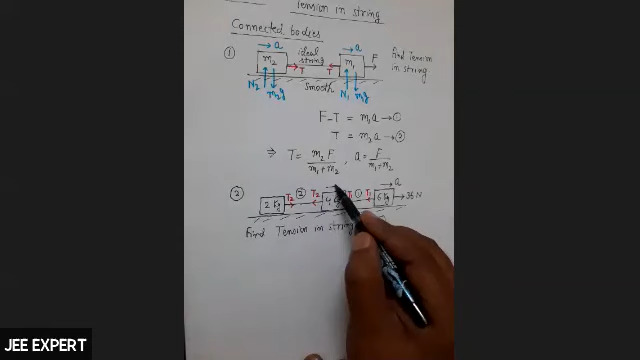 Tension in string
Connected bodies
① → a ideal string → a
m₂ T T m₁ F Find Tension in string
N₂ m₂g Smooth N₁ m₁g
F-T = m₁a → ①
T = m₂a → ②
⇒ T = m₂F / m₁+m₂ , a = F / m₁+m₂
② → a
2 Kg T₂ ② T₂ 4 Kg T₁ ① T₁ 6 Kg 36 N
Find Tension in string
JEE EXPERT